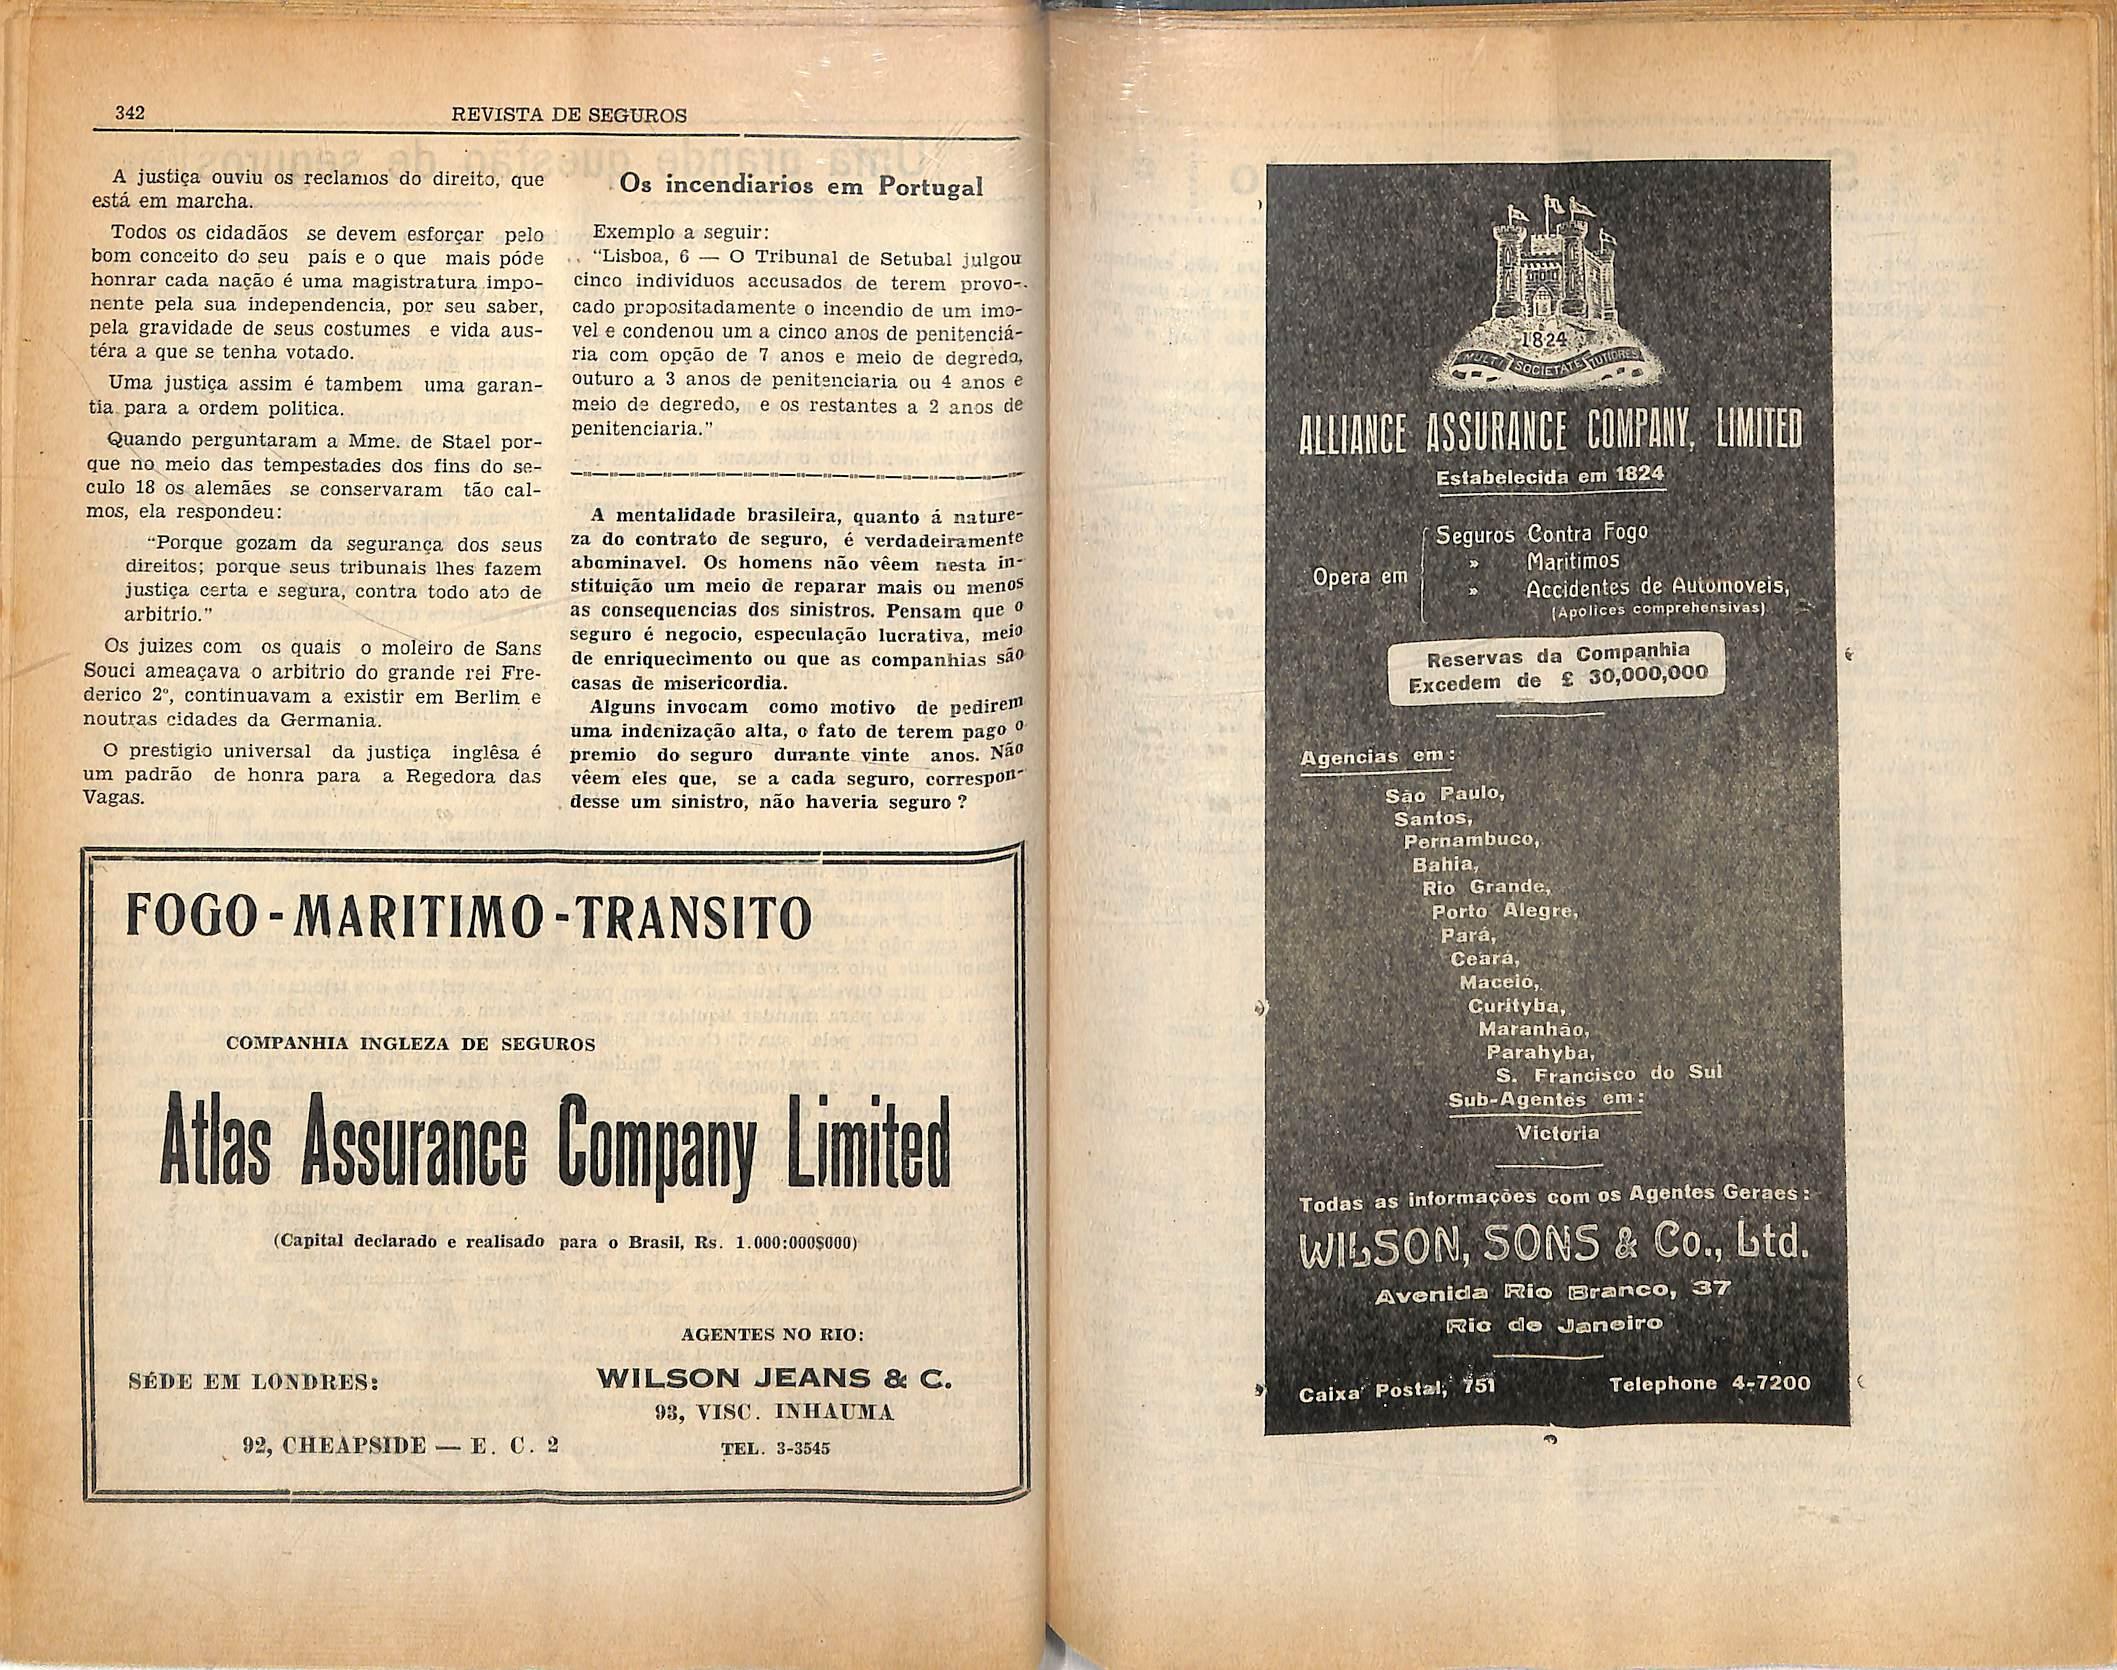 342
REVISTA DE SEGUROS
A justiça ouviu os reclamos do direito, que
está em marcha.
Todos os cidadãos se devem esforçar pelo
bom conceito do seu país e o que mais póde
honrar cada nação é uma magistratura impo-
nente pela sua independencia, por seu saber,
pela gravidade de seus costumes e vida aus-
téra a que se tenha votado.
Uma justiça assim é tambem uma garan-
tia para a ordem politica.
Quando perguntaram a Mme. de Stael por-
que no meio das tempestades dos fins do se-
culo 18 os alemães se conservaram tão cal-
mos, ela respondeu:
"Porque gozam da segurança dos seus
direitos; porque seus tribunais lhes fazem
justiça certa e segura, contra todo ato de
arbitrio."
Os juizes com os quais o moleiro de Sans
Souci ameaçava o arbitrio do grande rei Fre-
derico 2º, continuavam a existir em Berlim e
noutras cidades da Germania.
O prestigio universal da justiça inglêsa é
um padrão de honra para a Regedora das
Vagas.
Os incendiarios em Portugal
Exemplo a seguir:
"Lisboa, 6 — O Tribunal de Setubal julgou
cinco individuos accusados de terem provo-
cado propositadamente o incendio de um imo-
vel e condenou um a cinco anos de penitenciá-
ria com opção de 7 anos e meio de degredo,
outuro a 3 anos de penitenciaria ou 4 anos e
meio de degredo, e os restantes a 2 anos de
penitenciaria."
A mentalidade brasileira, quanto á nature-
za do contrato de seguro, é verdadeiramente
abominavel. Os homens não vêem nesta in-
stituição um meio de reparar mais ou menos
as consequencias dos sinistros. Pensam que o
seguro é negocio, especulação lucrativa, meio
de enriquecimento ou que as companhias são
casas de misericordia.
Alguns invocam como motivo de pedirem
uma indenização alta, o fato de terem pago o
premio do seguro durante vinte anos. Não
vêem eles que, se a cada seguro, correspon-
desse um sinistro, não haveria seguro ?
FOGO - MARITIMO - TRANSITO
COMPANHIA INGLEZA DE SEGUROS
Atlas Assurance Company Limited
(Capital declarado e realisado para o Brasil, Rs. 1.000:000$000)
SÉDE EM LONDRES:
92, CHEAPSIDE — E. C. 2
AGENTES NO RIO:
WILSON JEANS & C.
93, VISC. INHAUMA
TEL. 3-3545
1824
MULTI SOCIETATE TUTIORES
ALLIANCE ASSURANCE COMPANY, LIMITED
Estabelecida em 1824
Opera em
Seguros Contra Fogo
» Maritimos
» Accidentes de Automoveis,
(Apolices comprehensivas)
Reservas da Companhia
Excedem de £ 30,000,000
Agencias em:
São Paulo,
Santos,
Pernambuco,
Bahia,
Rio Grande,
Porto Alegre,
Pará,
Ceará,
Maceió,
Curityba,
Maranhão,
Parahyba,
S. Francisco do Sul
Sub-Agentes em:
Victoria
Todas as informações com os Agentes Geraes:
WILSON, SONS & Co., Ltd.
Avenida Rio Branco, 37
Rio de Janeiro
Caixa Postal, 751
Telephone 4-7200